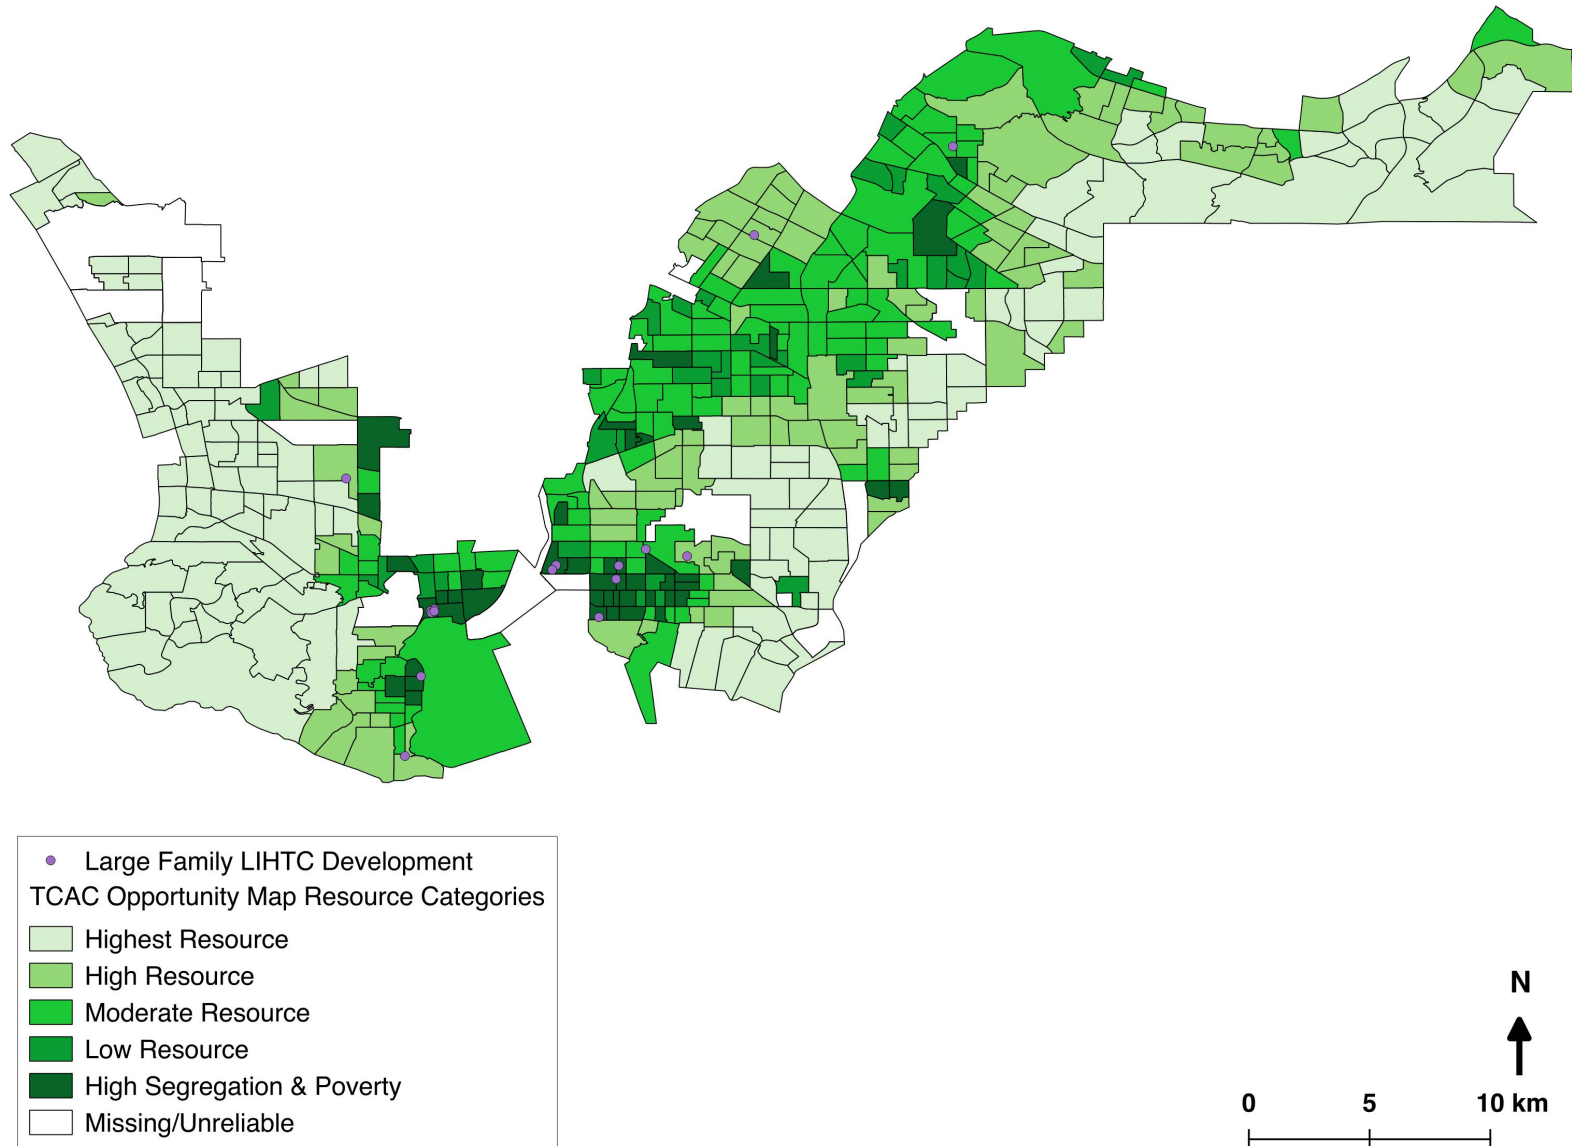 Large Family LIHTC Development
TCAC Opportunity Map Resource Categories
Highest Resource
High Resource
Moderate Resource
Low Resource
High Segregation & Poverty
Missing/Unreliable
N
0 5 10 km